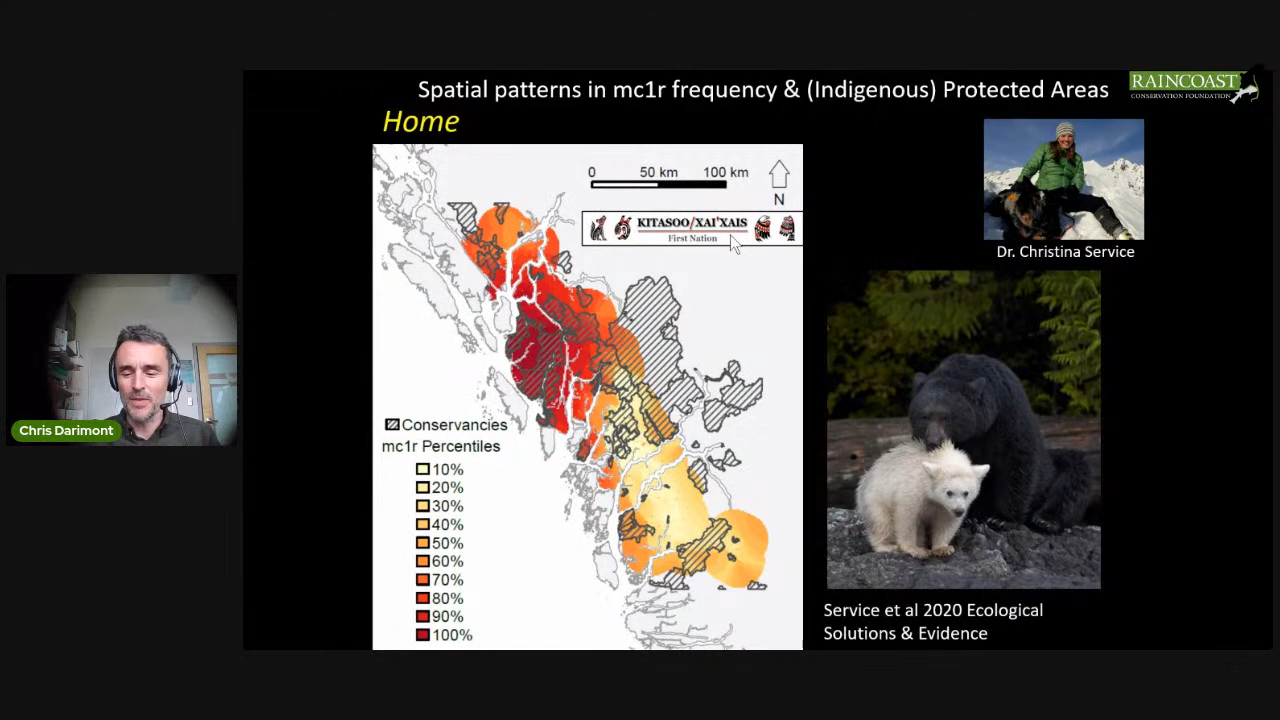 Spatial patterns in mc1r frequency & (Indigenous) Protected Areas
RAINCOAST
CONSERVATION FOUNDATION
Home
0 50 km 100 km
N
KITASOO/XAI'XAIS
First Nation
Dr. Christina Service
Chris Darimont
Conservancies
mc1r Percentiles
10%
20%
30%
40%
50%
60%
70%
80%
90%
100%
Service et al 2020 Ecological
Solutions & Evidence